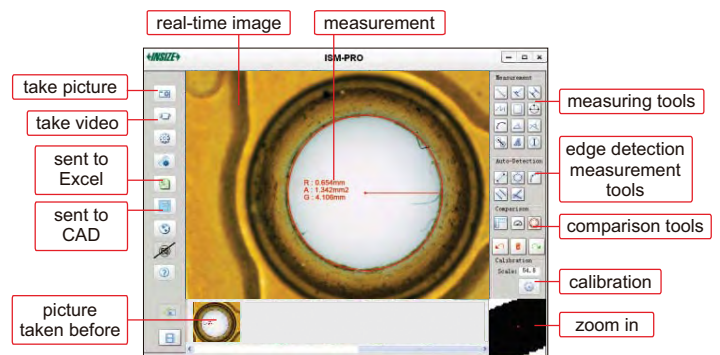 real-time image
measurement
INSIZE
ISM-PRO
take picture
take video
sent to
Excel
sent to
CAD
picture
taken before
R : 0.654mm
A : 1.342mm2
G : 4.108mm
Measurement
Auto-Detection
Comparison
Calibration
Scale: 54.8
measuring tools
edge detection
measurement
tools
comparison tools
calibration
zoom in